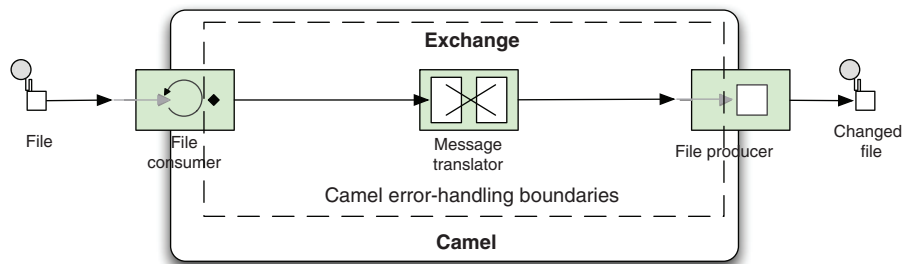 Exchange
File
File
consumer
Message
translator
File producer
Changed
file
Camel error-handling boundaries
Camel